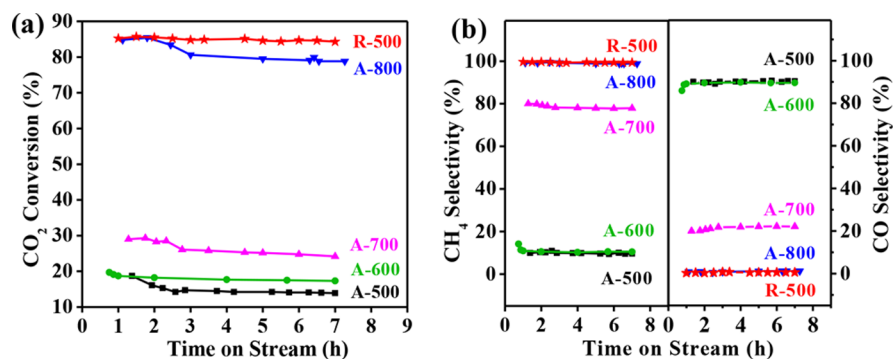 (a)
CO2 Conversion (%)
90
80
70
60
50
40
30
20
10
R-500
A-800
A-700
A-600
A-500
0 1 2 3 4 5 6 7 8 9
Time on Stream (h)
(b)
CH4 Selectivity (%)
100
80
60
40
20
0
R-500
A-800
A-700
A-600
A-500
0 2 4 6 8
A-500
A-600
A-700
A-800
R-500
0 2 4 6 8
100
80
60
40
20
0
CO Selectivity (%)
Time on Stream (h)